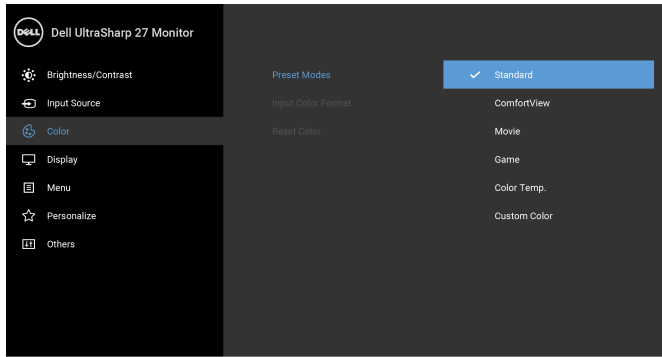 DELL
Dell UltraSharp 27 Monitor
Brightness/Contrast
Input Source
Color
Display
Menu
Personalize
Others
Preset Modes
Input Color Format
Reset Color
Standard
ComfortView
Movie
Game
Color Temp.
Custom Color